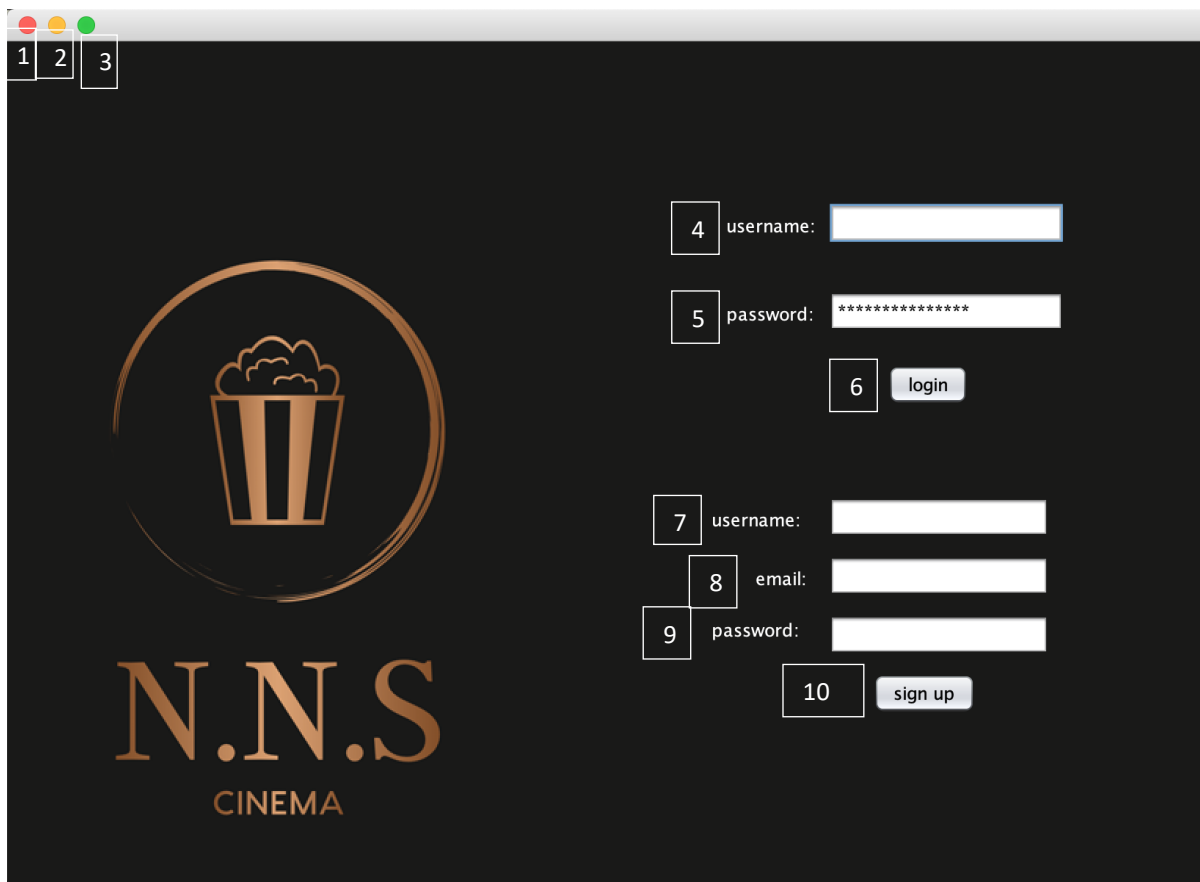 1 2 3
4 username:
5 password: ***************
6 login
7 username:
8 email:
9 password:
10 sign up
N.N.S
CINEMA